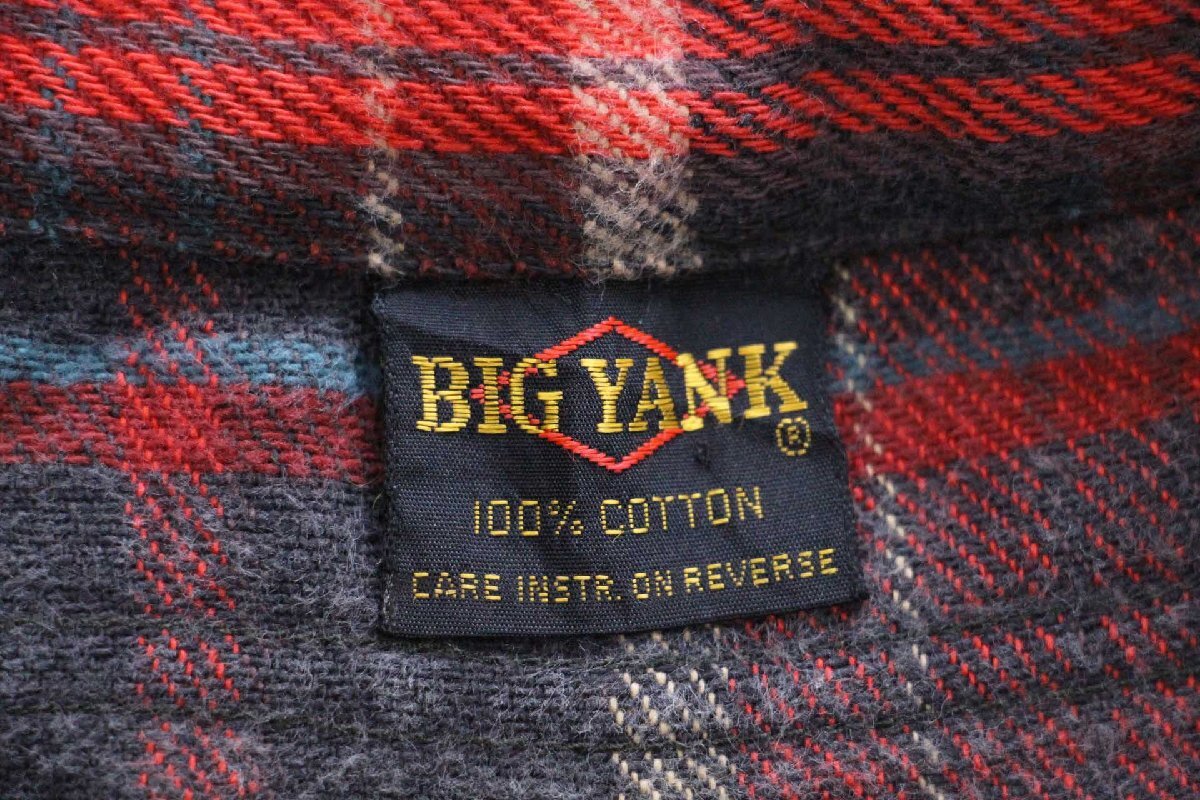 BIG YANK
®
100% COTTON
CARE INSTR. ON REVERSE